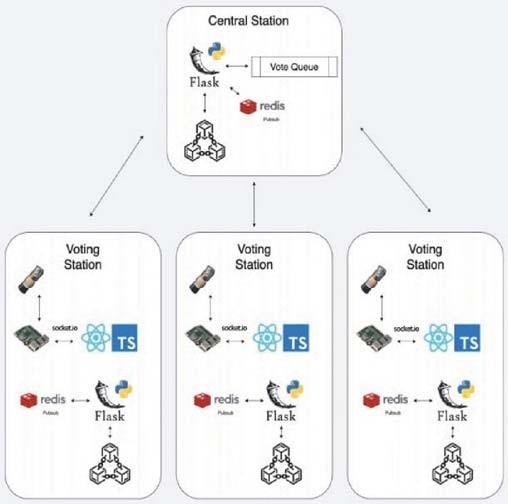 Central Station
Vote Queue
Flask
redis
Pubsub
Voting
Station
socket.io
TS
redis
Pubsub
Flask
Voting
Station
socket.io
TS
redis
Pubsub
Flask
Voting
Station
socket.io
TS
redis
Pubsub
Flask